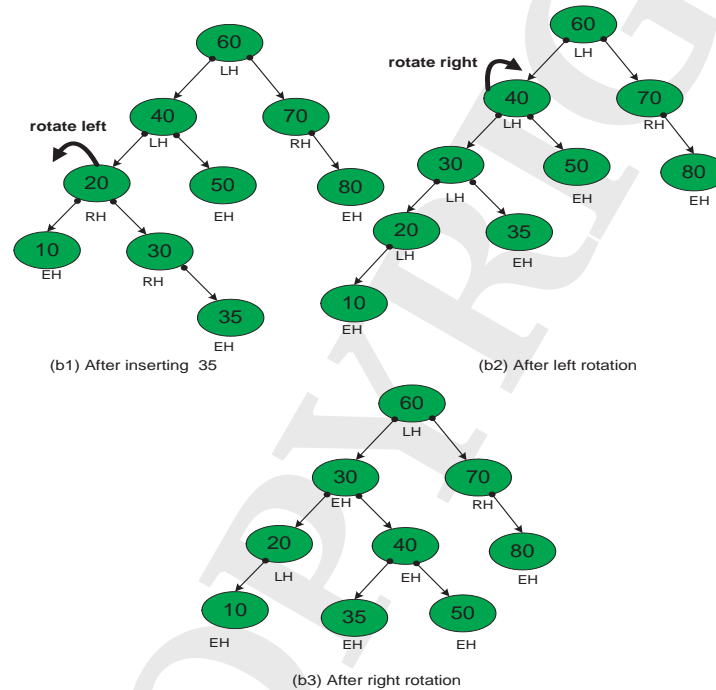 60
LH
40
LH
70
RH
rotate left
20
RH
50
EH
80
EH
10
EH
30
RH
35
EH
(b1) After inserting 35
60
LH
rotate right
40
LH
70
RH
30
LH
50
EH
80
EH
20
LH
35
EH
10
EH
(b2) After left rotation
60
LH
30
EH
70
RH
20
LH
40
EH
80
EH
10
EH
35
EH
50
EH
(b3) After right rotation